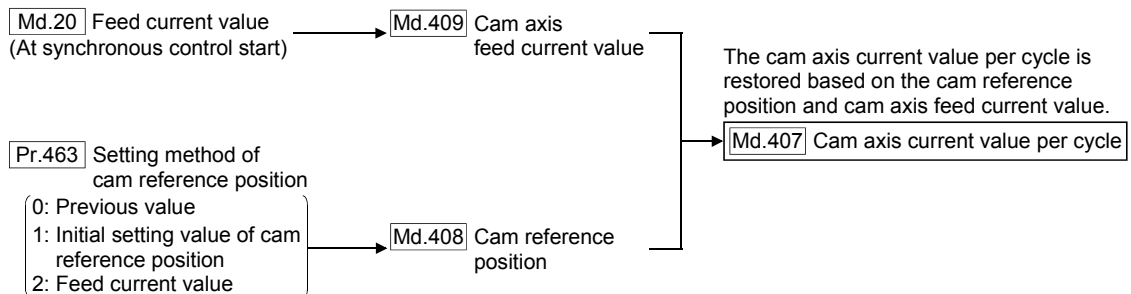 Md.20 Feed current value
(At synchronous control start)
Md.409 Cam axis
feed current value
Pr.463 Setting method of
cam reference position
0: Previous value
1: Initial setting value of cam
reference position
2: Feed current value
Md.408 Cam reference
position
The cam axis current value per cycle is
restored based on the cam reference
position and cam axis feed current value.
Md.407 Cam axis current value per cycle